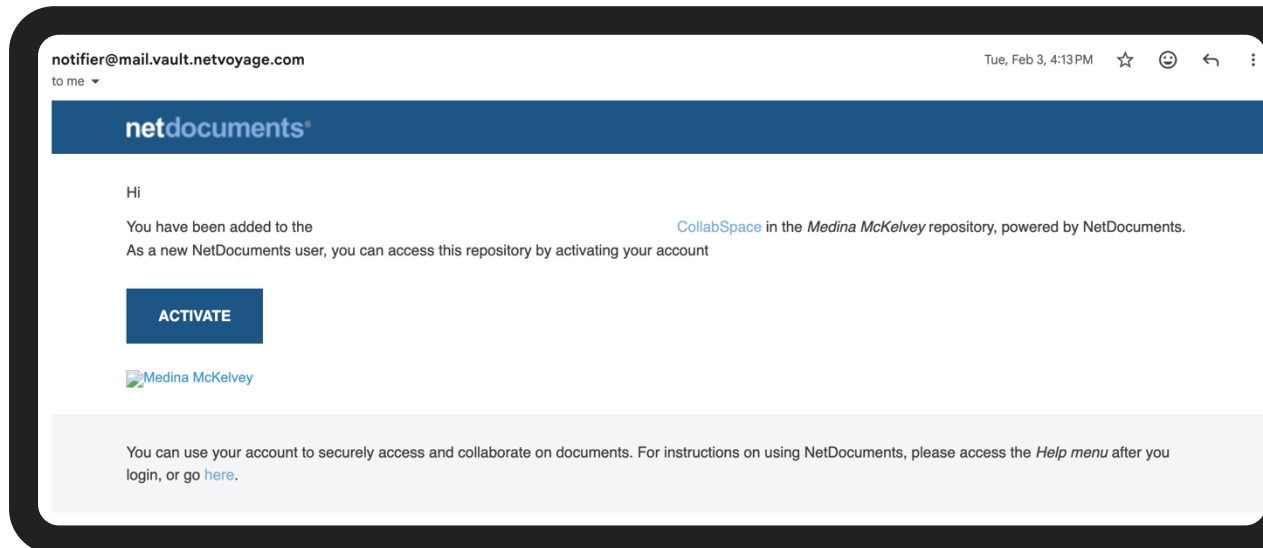 notifier@mail.vault.netvoyage.com
Tue, Feb 3, 4:13 PM
to me
netdocuments®
Hi
You have been added to the CollabSpace in the Medina McKelvey repository, powered by NetDocuments.
As a new NetDocuments user, you can access this repository by activating your account
ACTIVATE
Medina McKelvey
You can use your account to securely access and collaborate on documents. For instructions on using NetDocuments, please access the Help menu after you
login, or go here.